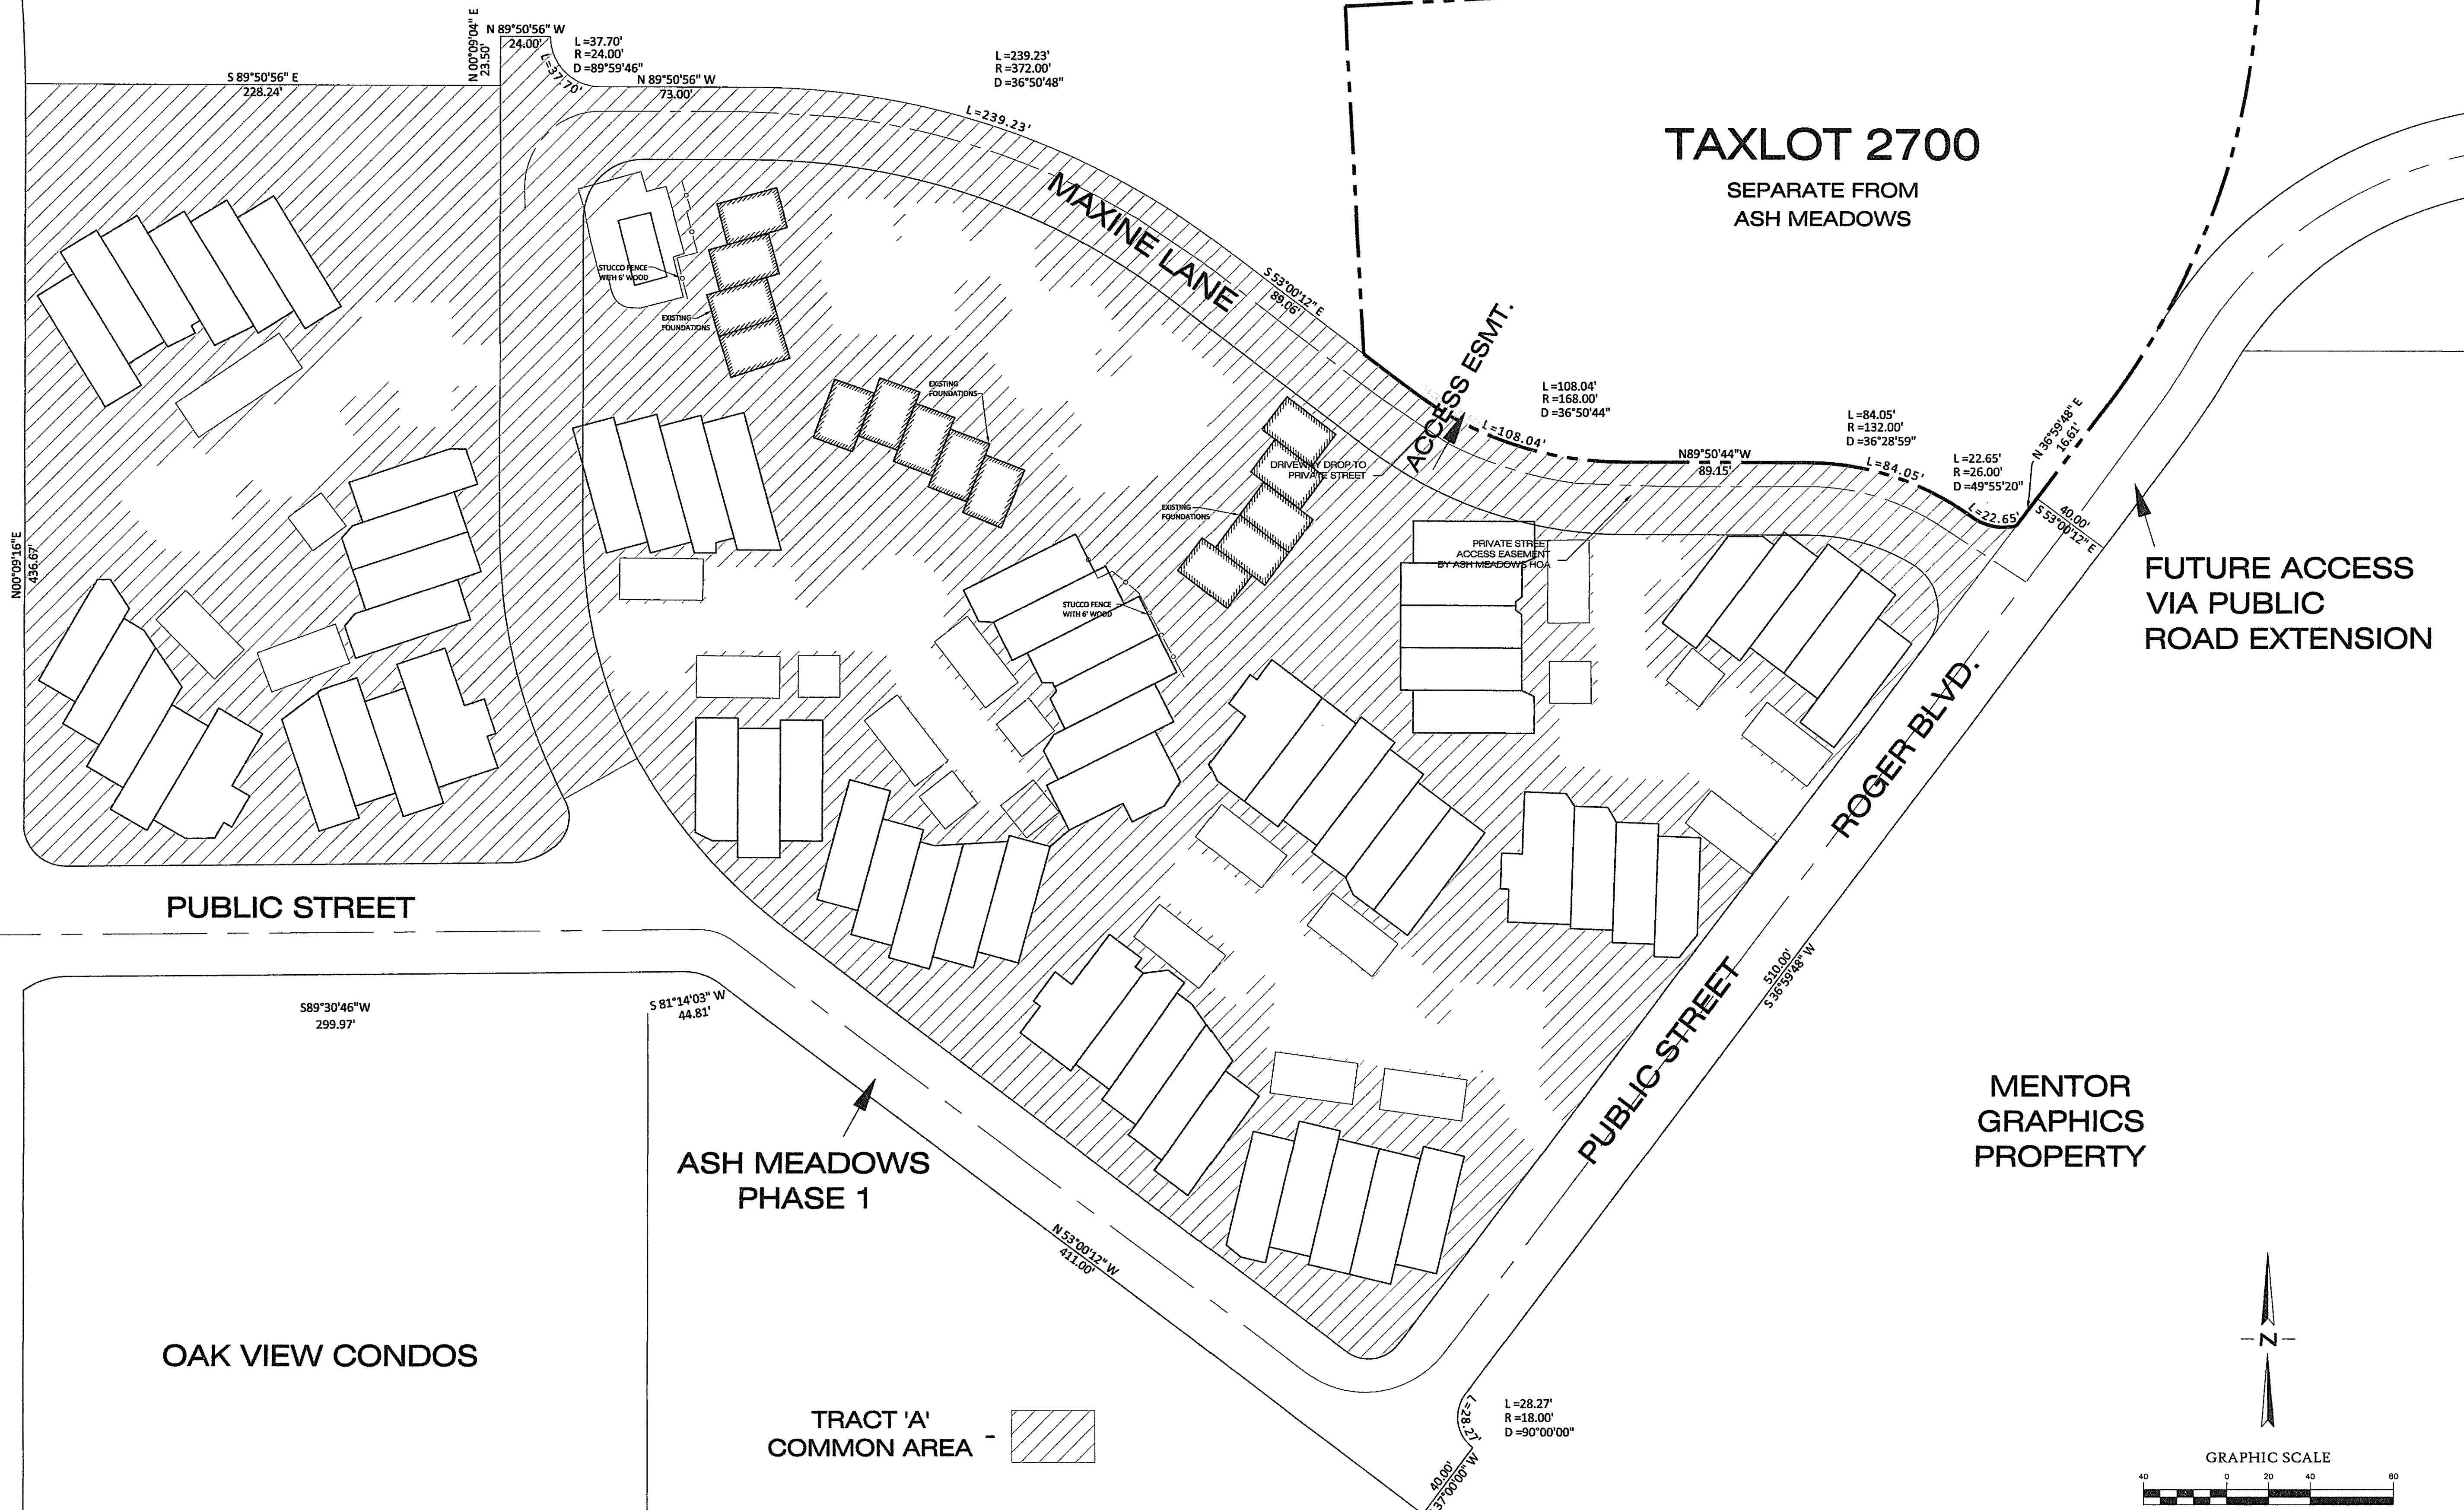 N 00°09'04" E
23.50'
N 89°50'56" W
24.00'
L =37.70'
R =24.00'
D =89°59'46"
L=37.70'
S 89°50'56" E
228.24'
N 89°50'56" W
73.00'
L =239.23'
R =372.00'
D =36°50'48"
L=239.23'
MAXINE LANE
TAXLOT 2700
SEPARATE FROM
ASH MEADOWS
STUCCO FENCE
WITH 6' WOOD
EXISTING
FOUNDATIONS
S 53°00'12" E
89.06'
ACCESS ESMT.
EXISTING
FOUNDATIONS
L =108.04'
R =168.00'
D =36°50'44"
L=108.04'
DRIVEWAY DROP TO
PRIVATE STREET
N89°50'44"W
89.15'
L =84.05'
R =132.00'
D =36°28'59"
L=84.05'
L =22.65'
R =26.00'
D =49°55'20"
L=22.65'
N 36°59'48" E
16.61'
40.00'
S 53°00'12" E
EXISTING
FOUNDATIONS
N00°09'16"E
436.67'
PRIVATE STREET
ACCESS EASEMENT
BY ASH MEADOWS HOA
STUCCO FENCE
WITH 6' WOOD
FUTURE ACCESS
VIA PUBLIC
ROAD EXTENSION
ROGER BLVD.
PUBLIC STREET
PUBLIC STREET
510.00'
S 36°59'48" W
S89°30'46"W
299.97'
S 81°14'03" W
44.81'
MENTOR
GRAPHICS
PROPERTY
ASH MEADOWS
PHASE 1
N 53°00'12" W
411.00'
OAK VIEW CONDOS
TRACT 'A'
COMMON AREA -
L=28.27'
L =28.27'
R =18.00'
D =90°00'00"
40.00'
37°00'00" W
N
GRAPHIC SCALE
40 0 20 40 80